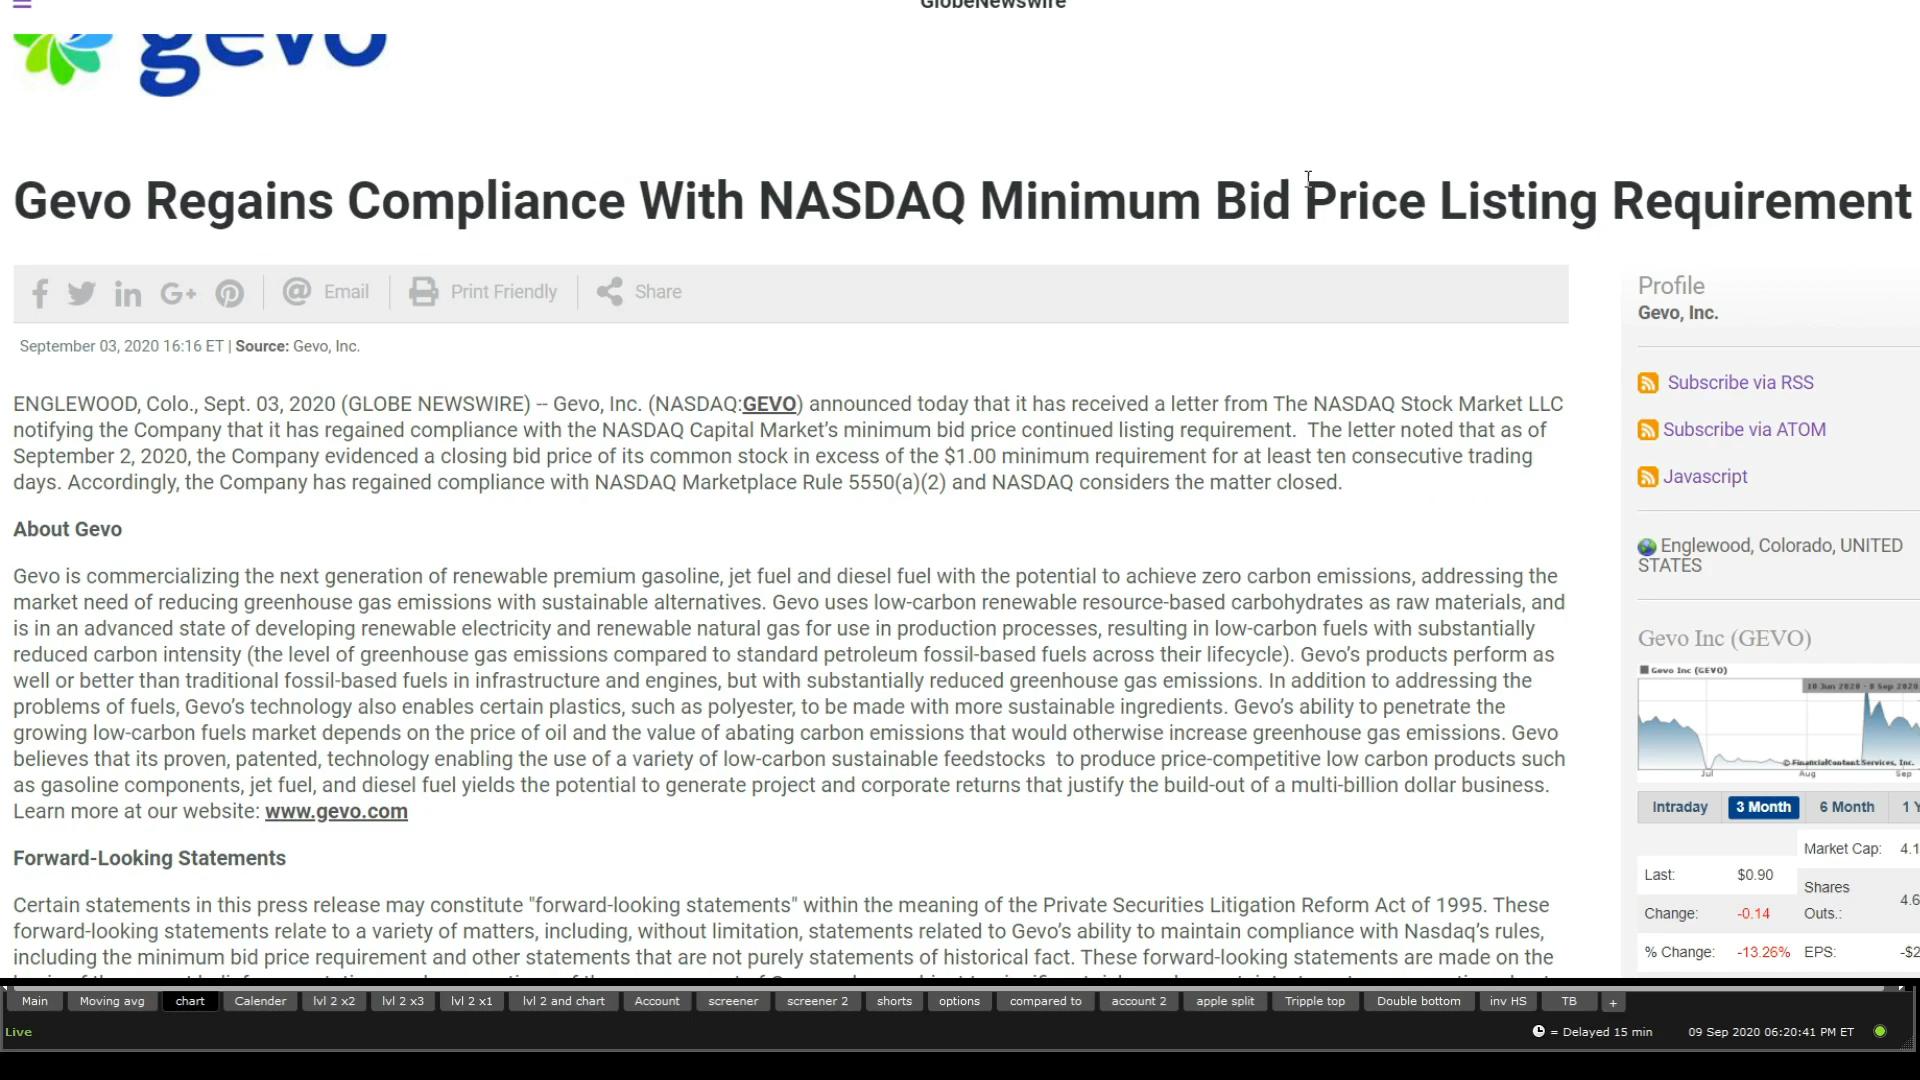 GlobeNewswire
gevo
Gevo Regains Compliance With NASDAQ Minimum Bid Price Listing Requirement
Email
Print Friendly
Share
September 03, 2020 16:16 ET | Source: Gevo, Inc.
ENGLEWOOD, Colo., Sept. 03, 2020 (GLOBE NEWSWIRE) -- Gevo, Inc. (NASDAQ:GEVO) announced today that it has received a letter from The NASDAQ Stock Market LLC
notifying the Company that it has regained compliance with the NASDAQ Capital Market's minimum bid price continued listing requirement. The letter noted that as of
September 2, 2020, the Company evidenced a closing bid price of its common stock in excess of the $1.00 minimum requirement for at least ten consecutive trading
days. Accordingly, the Company has regained compliance with NASDAQ Marketplace Rule 5550(a)(2) and NASDAQ considers the matter closed.
About Gevo
Gevo is commercializing the next generation of renewable premium gasoline, jet fuel and diesel fuel with the potential to achieve zero carbon emissions, addressing the
market need of reducing greenhouse gas emissions with sustainable alternatives. Gevo uses low-carbon renewable resource-based carbohydrates as raw materials, and
is in an advanced state of developing renewable electricity and renewable natural gas for use in production processes, resulting in low-carbon fuels with substantially
reduced carbon intensity (the level of greenhouse gas emissions compared to standard petroleum fossil-based fuels across their lifecycle). Gevo's products perform as
well or better than traditional fossil-based fuels in infrastructure and engines, but with substantially reduced greenhouse gas emissions. In addition to addressing the
problems of fuels, Gevo's technology also enables certain plastics, such as polyester, to be made with more sustainable ingredients. Gevo's ability to penetrate the
growing low-carbon fuels market depends on the price of oil and the value of abating carbon emissions that would otherwise increase greenhouse gas emissions. Gevo
believes that its proven, patented, technology enabling the use of a variety of low-carbon sustainable feedstocks to produce price-competitive low carbon products such
as gasoline components, jet fuel, and diesel fuel yields the potential to generate project and corporate returns that justify the build-out of a multi-billion dollar business.
Learn more at our website: www.gevo.com
Forward-Looking Statements
Certain statements in this press release may constitute "forward-looking statements" within the meaning of the Private Securities Litigation Reform Act of 1995. These
forward-looking statements relate to a variety of matters, including, without limitation, statements related to Gevo's ability to maintain compliance with Nasdaq's rules,
including the minimum bid price requirement and other statements that are not purely statements of historical fact. These forward-looking statements are made on the
Profile
Gevo, Inc.
Subscribe via RSS
Subscribe via ATOM
Javascript
Englewood, Colorado, UNITED
STATES
Gevo Inc (GEVO)
Gevo Inc (GEVO)
10 Jun 2020 - 8 Sep 2020
© FinancialContent Services, Inc.
Jul Aug Sep
Intraday 3 Month 6 Month 1 Y
Last: $0.90
Change: -0.14
% Change: -13.26%
Market Cap: 4.1
Shares
Outs.: 4.6
EPS: -$2
Main Moving avg chart Calender lvl 2 x2 lvl 2 x3 lvl 2 x1 lvl 2 and chart Account screener screener 2 shorts options compared to account 2 apple split Tripple top Double bottom inv HS TB +
Live
= Delayed 15 min 09 Sep 2020 06:20:41 PM ET